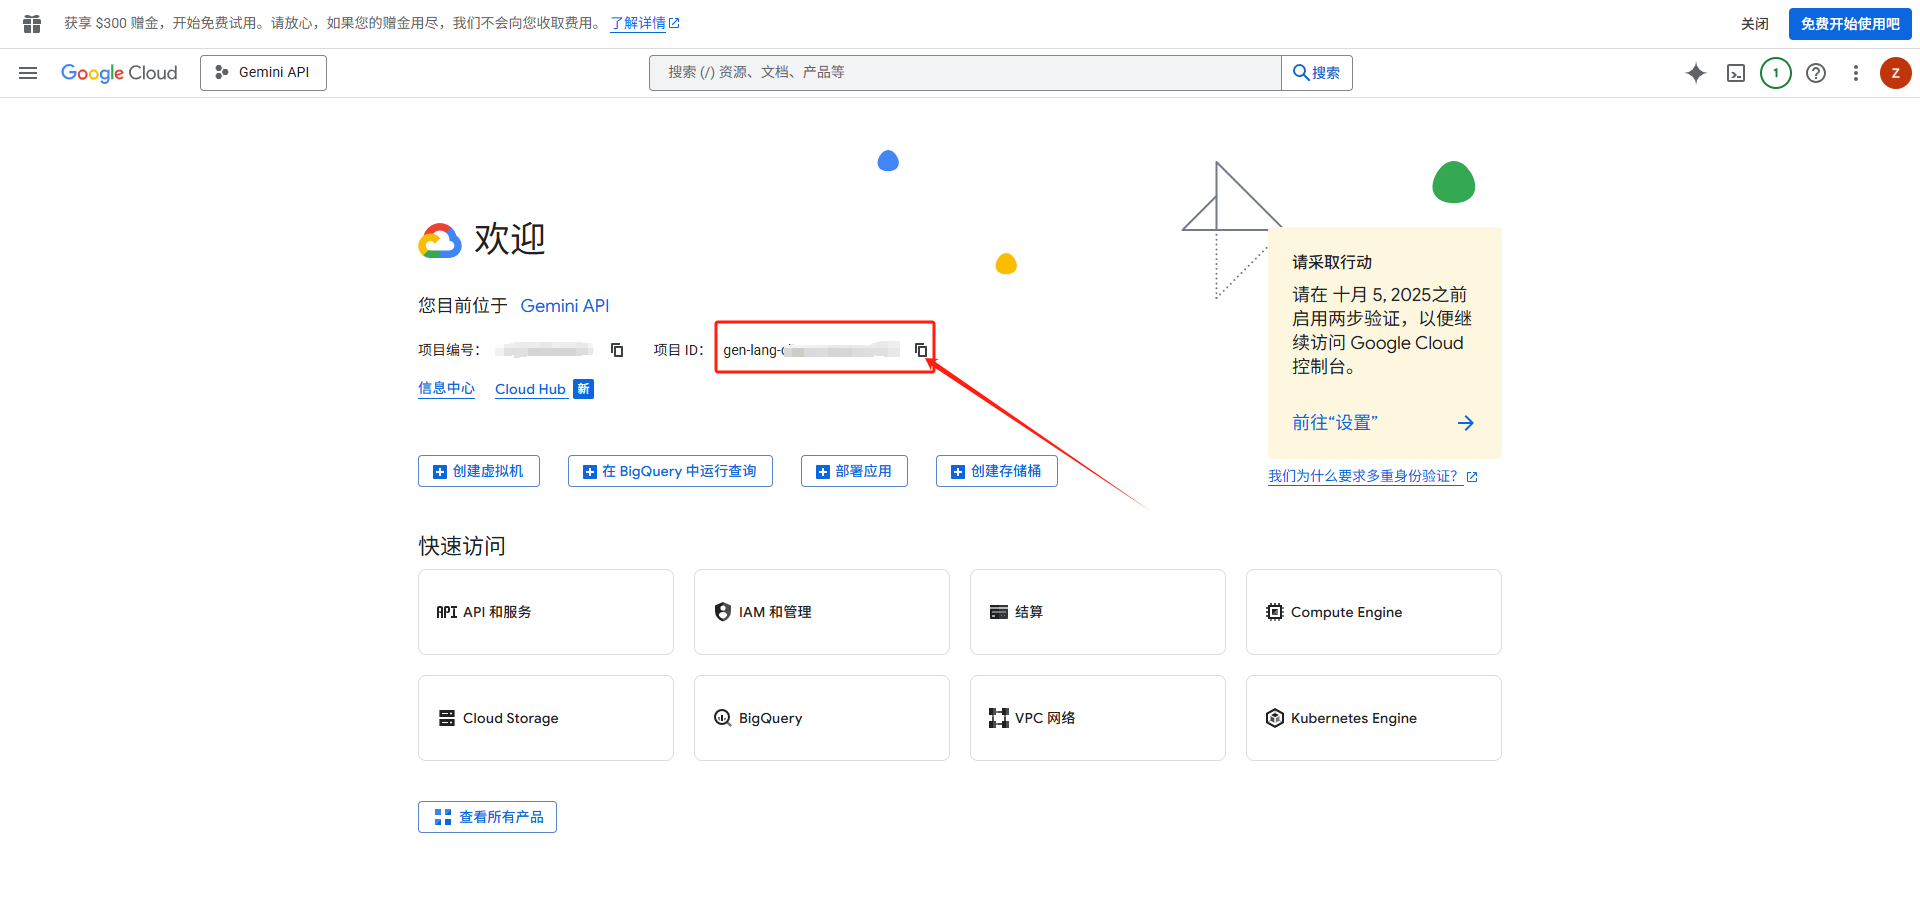 获享 $300 赠金，开始免费试用。请放心，如果您的赠金用尽，我们不会向您收取费用。 了解详情
关闭
免费开始使用吧
Google Cloud
Gemini API
搜索 (/) 资源、文档、产品等
搜索
1
Z
欢迎
您目前位于 Gemini API
项目编号：
项目 ID： gen-lang-
信息中心
Cloud Hub 新
请采取行动
请在 十月 5, 2025之前
启用两步验证，以便继
续访问 Google Cloud
控制台。
前往“设置”
我们为什么要求多重身份验证？
创建虚拟机
在 BigQuery 中运行查询
部署应用
创建存储桶
快速访问
API API 和服务
IAM 和管理
结算
Compute Engine
Cloud Storage
BigQuery
VPC 网络
Kubernetes Engine
查看所有产品